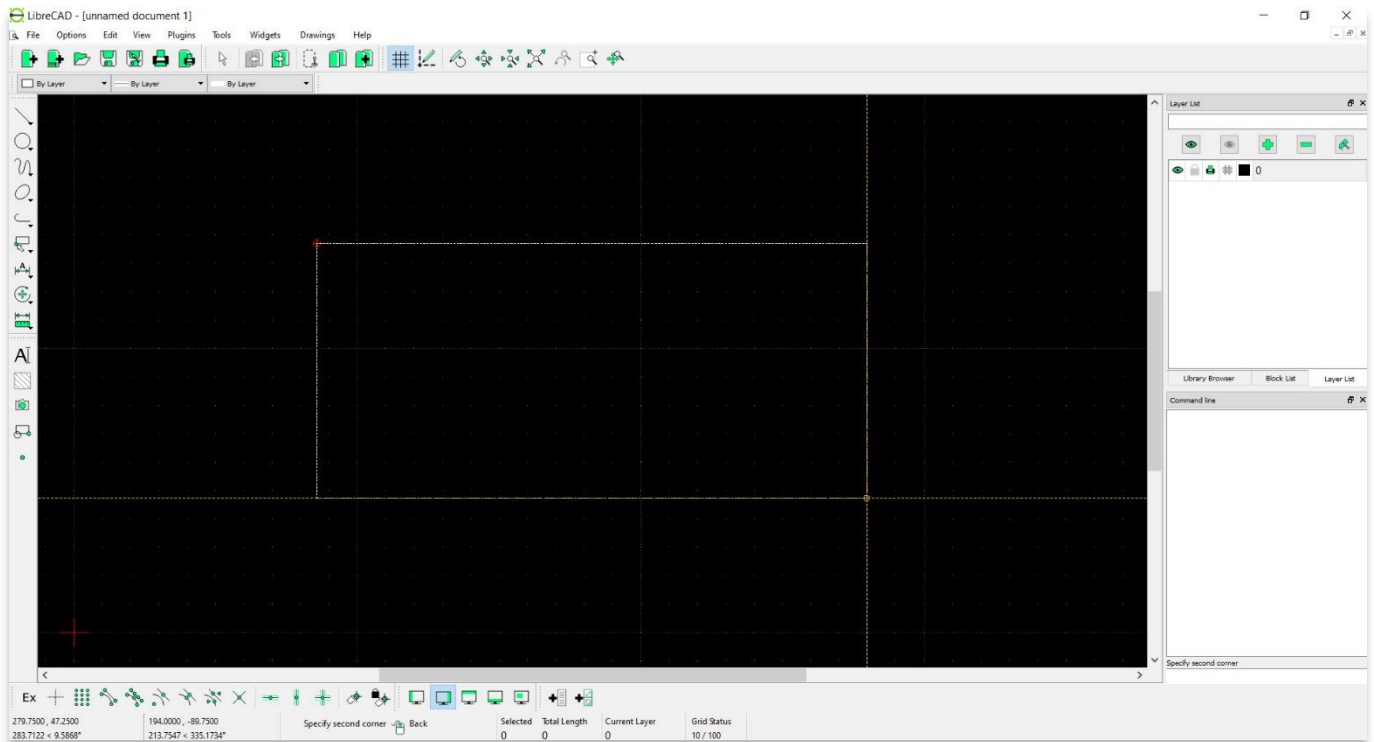 LibreCAD - [unnamed document 1]
File Options Edit View Plugins Tools Widgets Drawings Help
By Layer By Layer By Layer
Layer List
0
A
AI
Library Browser Block List Layer List
Command line
Specify second corner
Ex
279.7500 , 47.2500 194.0000 , -89.7500 Specify second corner Back Selected Total Length Current Layer Grid Status
283.7122 < 9.5868° 213.7547 < 335.1734° 0 0 0 10 / 100